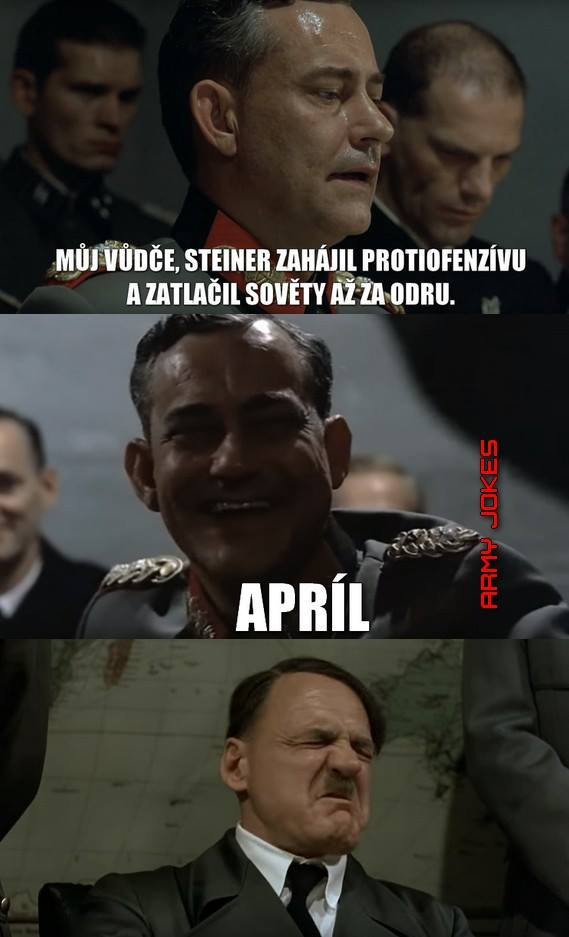 MŮJ VŮDČE, STEINER ZAHÁJIL PROTIOFENZÍVU
A ZATLAČIL SOVĚTY AŽ ZA ODRU.
ARMY JOKES
APRÍL